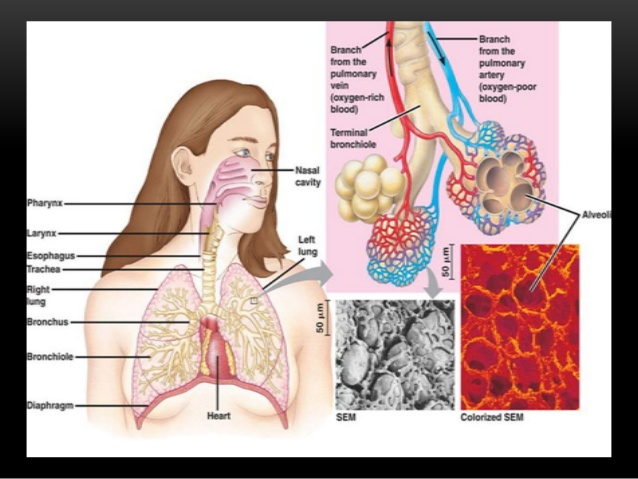 Branch
from the
pulmonary
vein
(oxygen-rich
blood)
Terminal
bronchiole
Branch
from the
pulmonary
artery
(oxygen-poor
blood)
Nasal
cavity
Pharynx
Larynx
Esophagus
Trachea
Right
lung
Bronchus
Bronchiole
Diaphragm
Left
lung
Heart
Alveoli
50 µm
50 µm
SEM
Colorized SEM